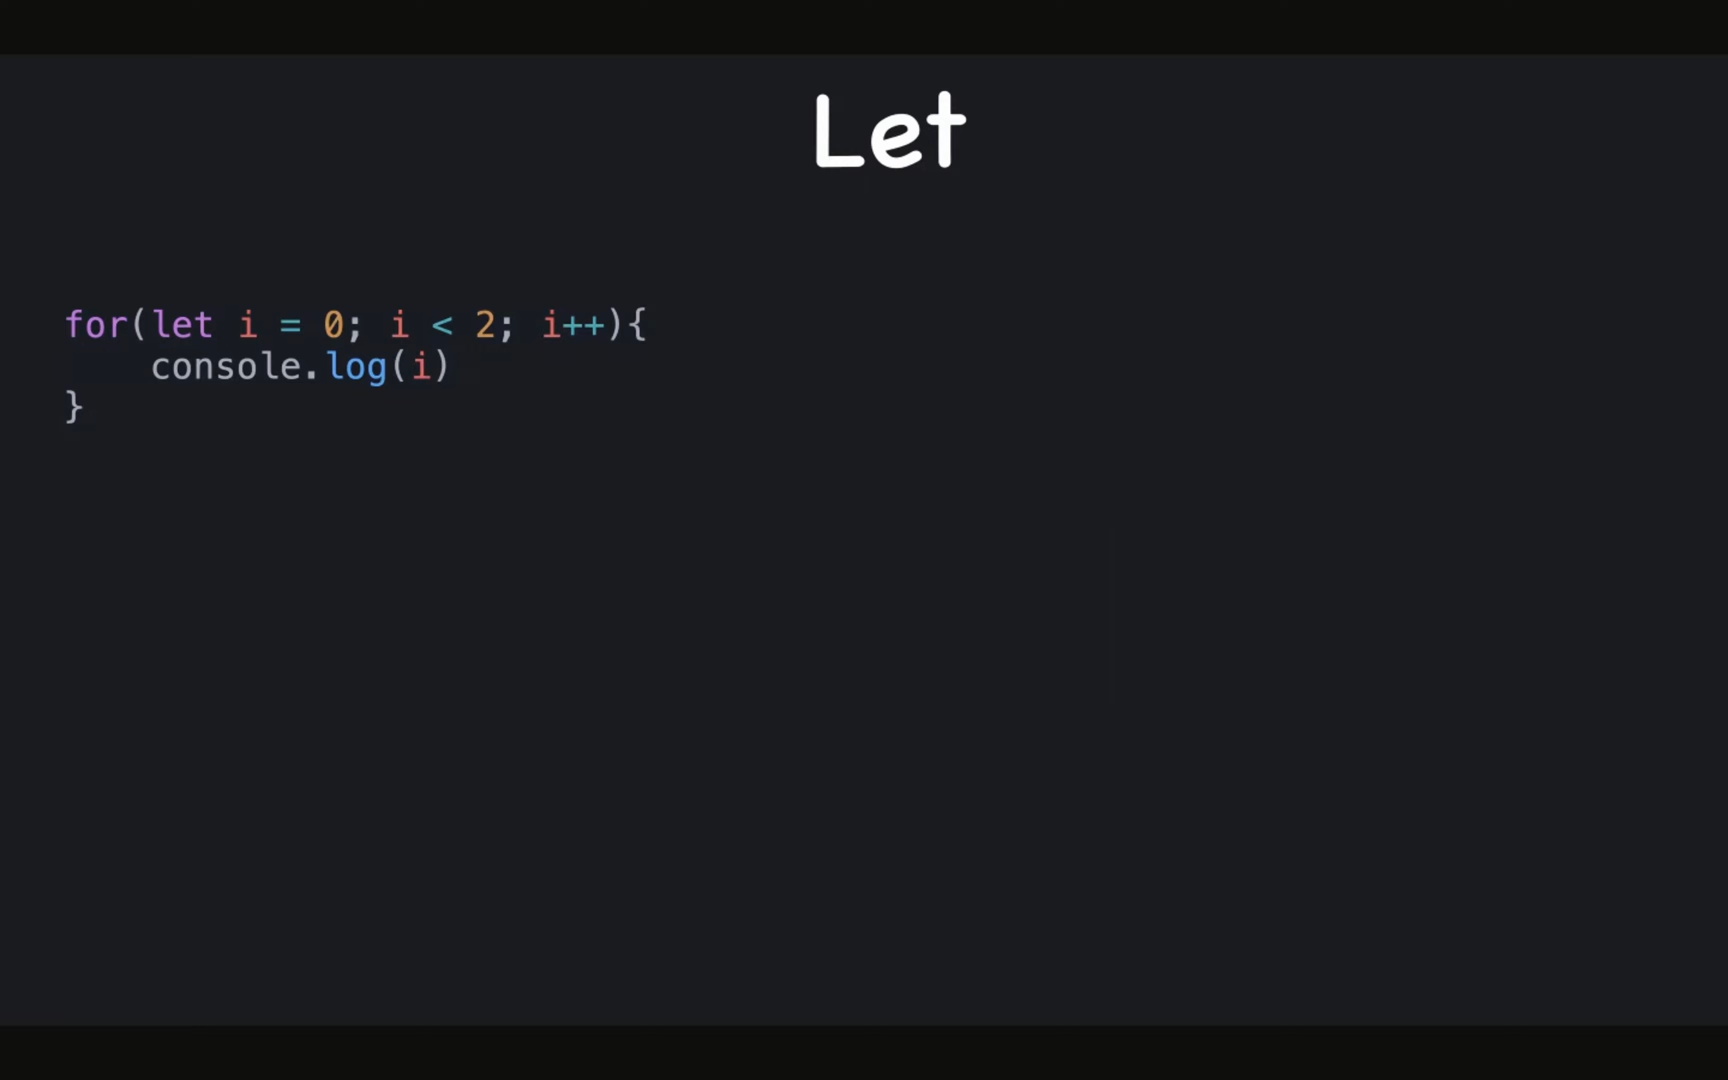 Let
for(let i = 0; i < 2; i++){
    console.log(i)
}